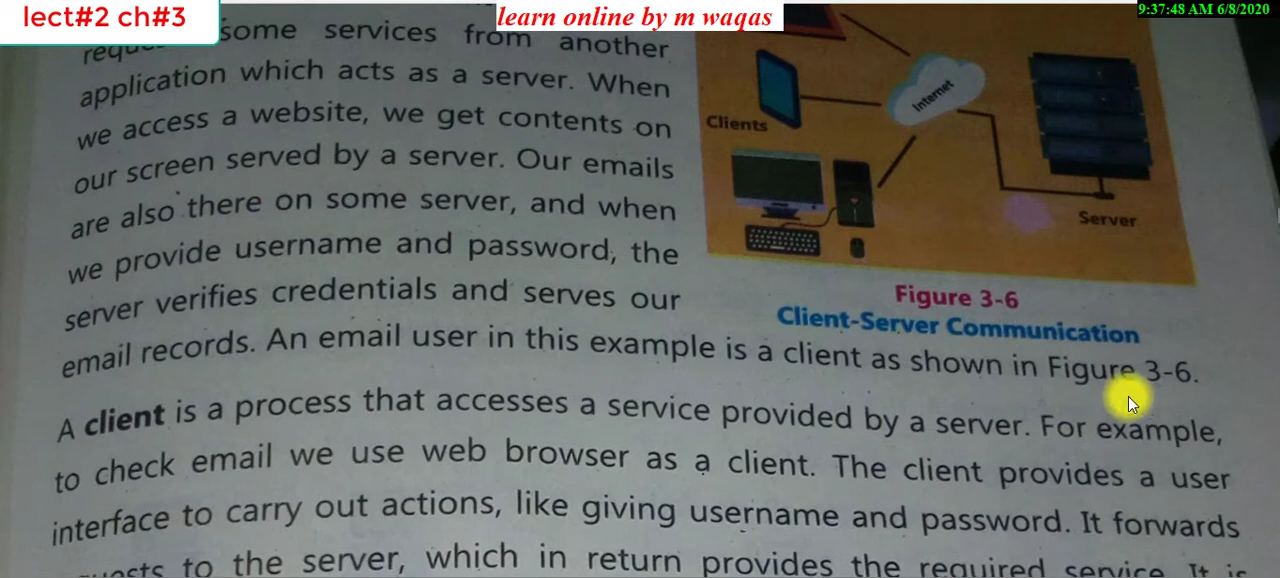 lect#2 ch#3
learn online by m waqas
9:37:48 AM 6/8/2020
some services from another
application which acts as a server. When
we access a website, we get contents on
our screen served by a server. Our emails
are also there on some server, and when
we provide username and password, the
server verifies credentials and serves our
email records. An email user in this example is a client as shown in Figure 3-6.
A client is a process that accesses a service provided by a server. For example,
to check email we use web browser as a client. The client provides a user
interface to carry out actions, like giving username and password. It forwards
to the server, which in return provides the required service. It is
Internet
Clients
Server
Figure 3-6
Client-Server Communication